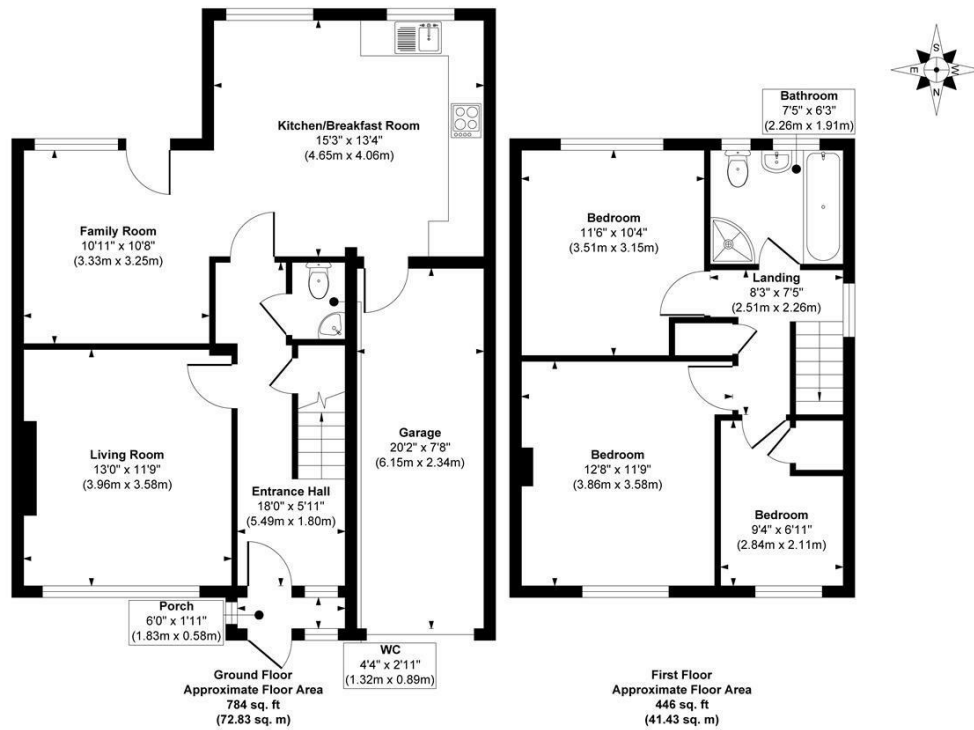 Kitchen/Breakfast Room
15'3" x 13'4"
(4.65m x 4.06m)
Family Room
10'11" x 10'8"
(3.33m x 3.25m)
Living Room
13'0" x 11'9"
(3.96m x 3.58m)
Entrance Hall
18'0" x 5'11"
(5.49m x 1.80m)
Garage
20'2" x 7'8"
(6.15m x 2.34m)
Porch
6'0" x 1'11"
(1.83m x 0.58m)
WC
4'4" x 2'11"
(1.32m x 0.89m)
Ground Floor
Approximate Floor Area
784 sq. ft
(72.83 sq. m)
S
E
W
N
Bathroom
7'5" x 6'3"
(2.26m x 1.91m)
Bedroom
11'6" x 10'4"
(3.51m x 3.15m)
Landing
8'3" x 7'5"
(2.51m x 2.26m)
Bedroom
12'8" x 11'9"
(3.86m x 3.58m)
Bedroom
9'4" x 6'11"
(2.84m x 2.11m)
First Floor
Approximate Floor Area
446 sq. ft
(41.43 sq. m)